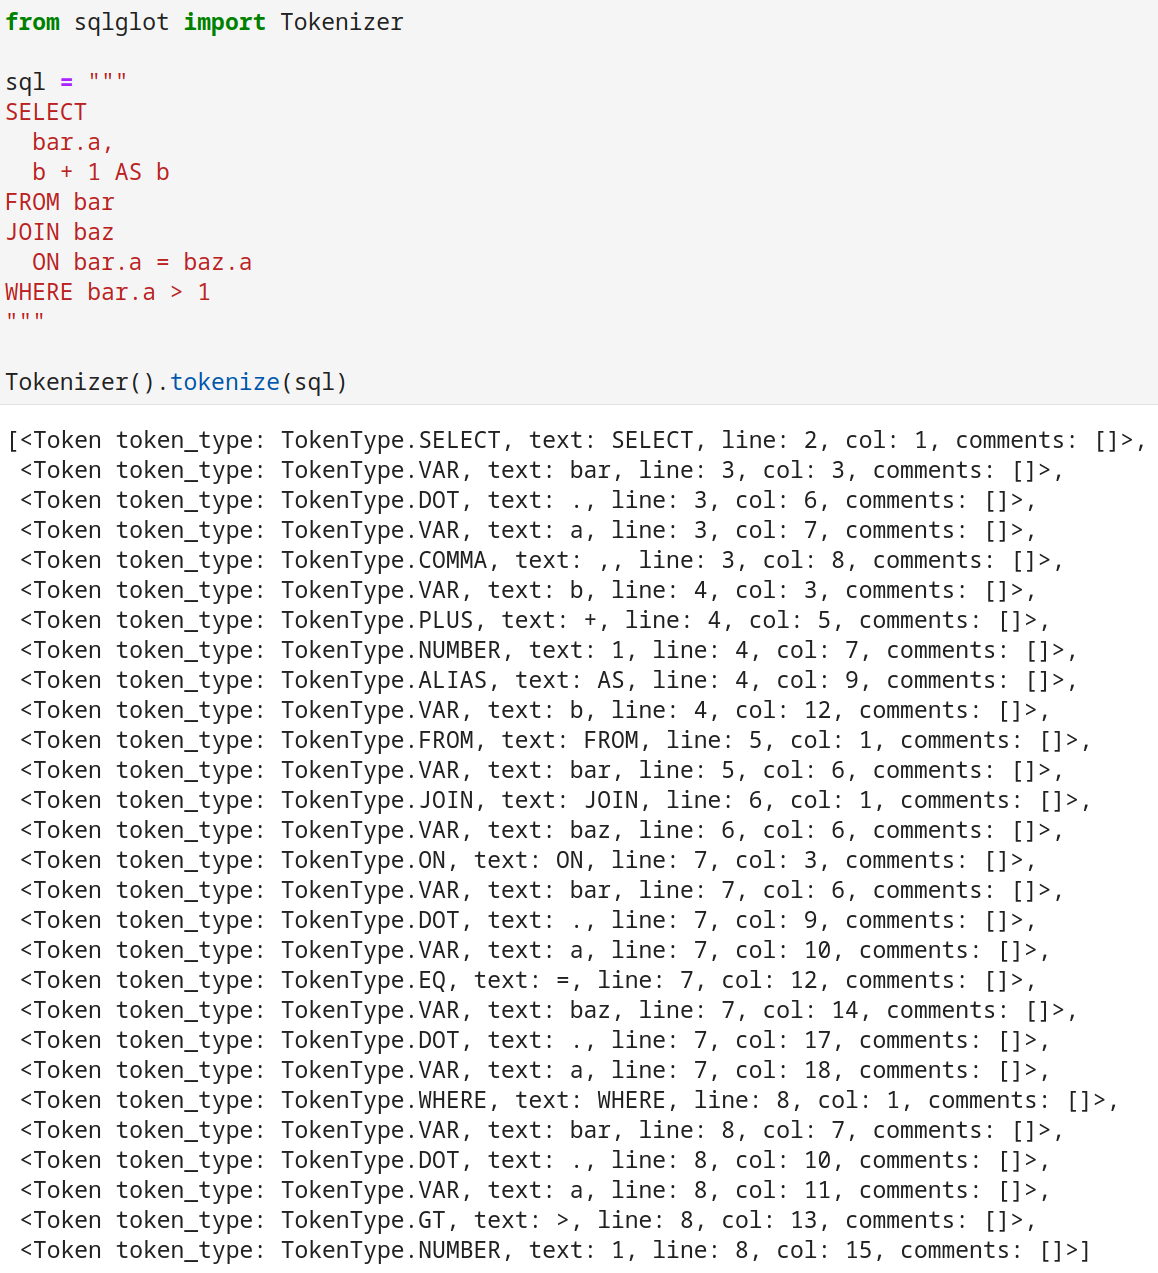 from sqlglot import Tokenizer

sql = """
SELECT
  bar.a,
  b + 1 AS b
FROM bar
JOIN baz
  ON bar.a = baz.a
WHERE bar.a > 1
"""

Tokenizer().tokenize(sql)

[<Token token_type: TokenType.SELECT, text: SELECT, line: 2, col: 1, comments: []>,
 <Token token_type: TokenType.VAR, text: bar, line: 3, col: 3, comments: []>,
 <Token token_type: TokenType.DOT, text: ., line: 3, col: 6, comments: []>,
 <Token token_type: TokenType.VAR, text: a, line: 3, col: 7, comments: []>,
 <Token token_type: TokenType.COMMA, text: ,, line: 3, col: 8, comments: []>,
 <Token token_type: TokenType.VAR, text: b, line: 4, col: 3, comments: []>,
 <Token token_type: TokenType.PLUS, text: +, line: 4, col: 5, comments: []>,
 <Token token_type: TokenType.NUMBER, text: 1, line: 4, col: 7, comments: []>,
 <Token token_type: TokenType.ALIAS, text: AS, line: 4, col: 9, comments: []>,
 <Token token_type: TokenType.VAR, text: b, line: 4, col: 12, comments: []>,
 <Token token_type: TokenType.FROM, text: FROM, line: 5, col: 1, comments: []>,
 <Token token_type: TokenType.VAR, text: bar, line: 5, col: 6, comments: []>,
 <Token token_type: TokenType.JOIN, text: JOIN, line: 6, col: 1, comments: []>,
 <Token token_type: TokenType.VAR, text: baz, line: 6, col: 6, comments: []>,
 <Token token_type: TokenType.ON, text: ON, line: 7, col: 3, comments: []>,
 <Token token_type: TokenType.VAR, text: bar, line: 7, col: 6, comments: []>,
 <Token token_type: TokenType.DOT, text: ., line: 7, col: 9, comments: []>,
 <Token token_type: TokenType.VAR, text: a, line: 7, col: 10, comments: []>,
 <Token token_type: TokenType.EQ, text: =, line: 7, col: 12, comments: []>,
 <Token token_type: TokenType.VAR, text: baz, line: 7, col: 14, comments: []>,
 <Token token_type: TokenType.DOT, text: ., line: 7, col: 17, comments: []>,
 <Token token_type: TokenType.VAR, text: a, line: 7, col: 18, comments: []>,
 <Token token_type: TokenType.WHERE, text: WHERE, line: 8, col: 1, comments: []>,
 <Token token_type: TokenType.VAR, text: bar, line: 8, col: 7, comments: []>,
 <Token token_type: TokenType.DOT, text: ., line: 8, col: 10, comments: []>,
 <Token token_type: TokenType.VAR, text: a, line: 8, col: 11, comments: []>,
 <Token token_type: TokenType.GT, text: >, line: 8, col: 13, comments: []>,
 <Token token_type: TokenType.NUMBER, text: 1, line: 8, col: 15, comments: []>]